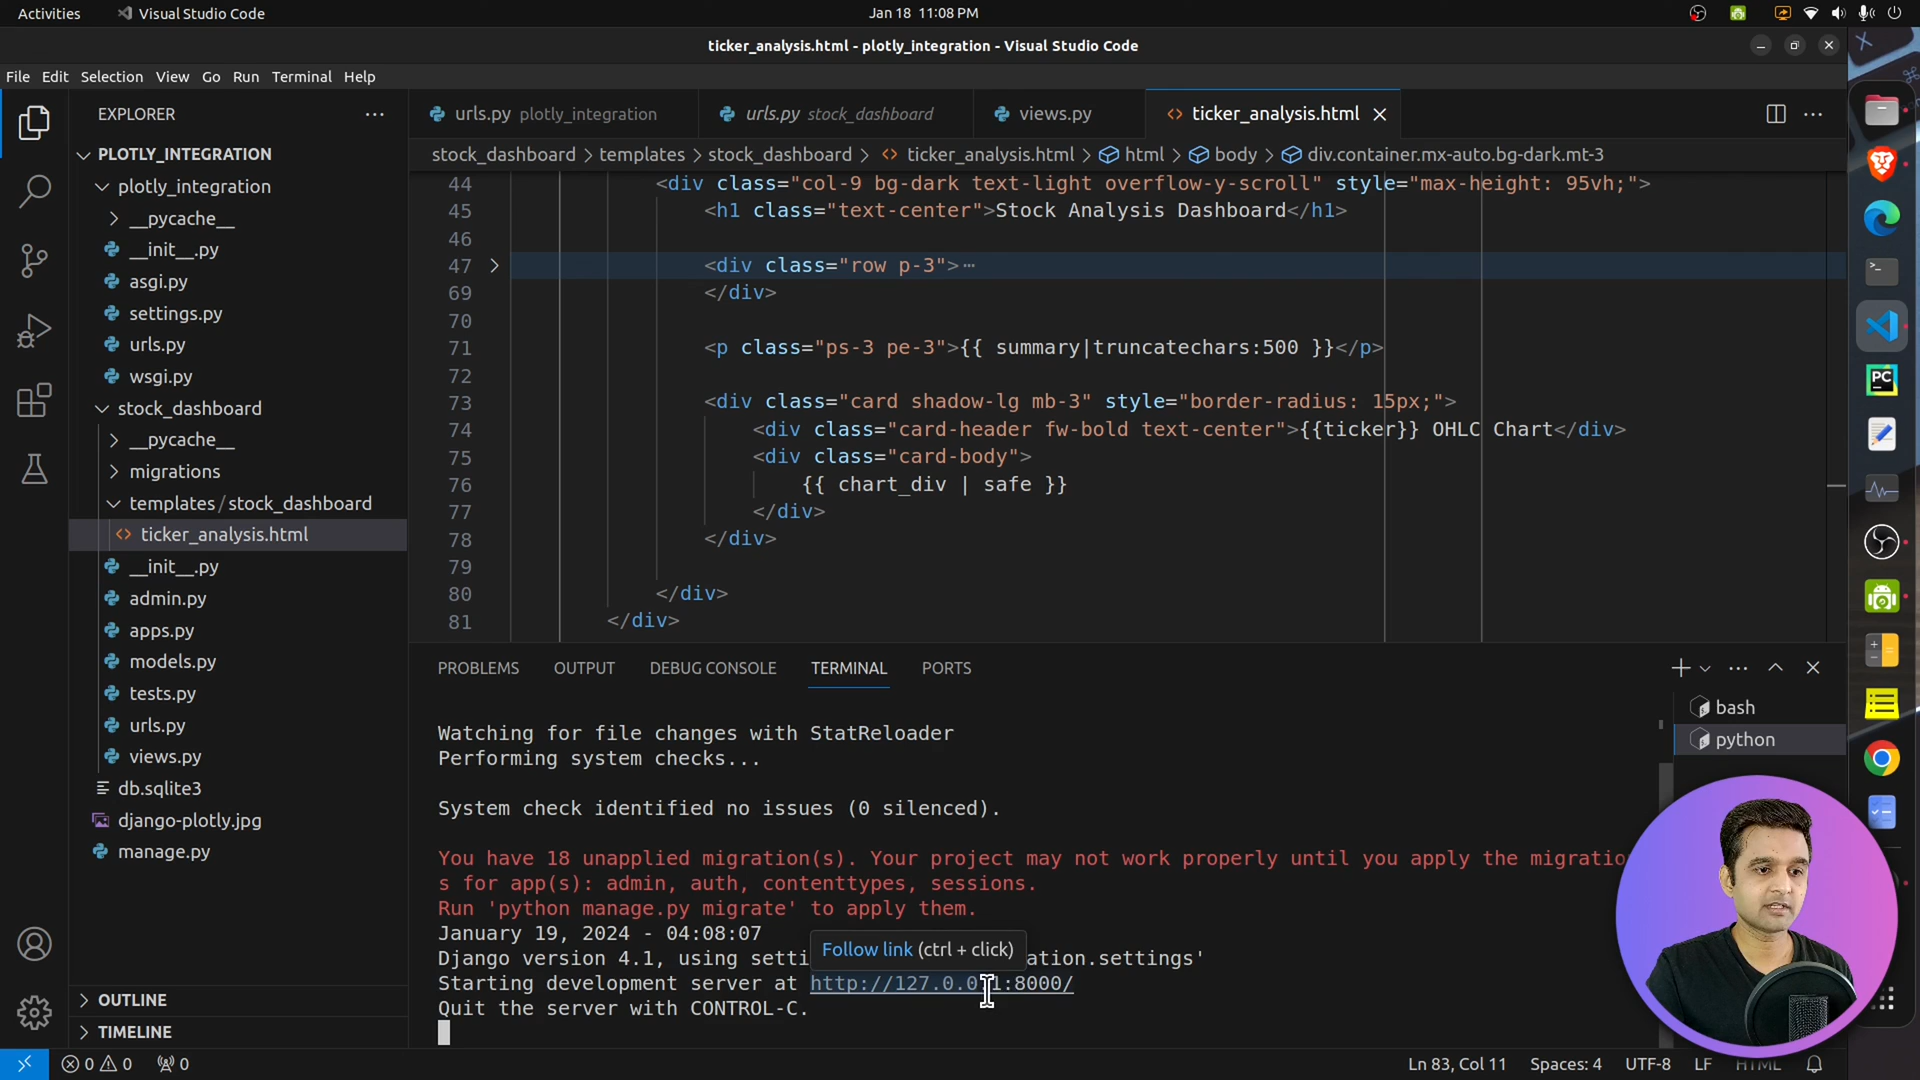 Activities
Visual Studio Code
Jan 18 11:08 PM
ticker_analysis.html - plotly_integration - Visual Studio Code
File Edit Selection View Go Run Terminal Help
EXPLORER
urls.py plotly_integration
urls.py stock_dashboard
views.py
ticker_analysis.html
stock_dashboard > templates > stock_dashboard > ticker_analysis.html > html > body > div.container.mx-auto.bg-dark.mt-3
PLOTLY_INTEGRATION
plotly_integration
__pycache__
__init__.py
asgi.py
settings.py
urls.py
wsgi.py
stock_dashboard
__pycache__
migrations
templates/stock_dashboard
ticker_analysis.html
__init__.py
admin.py
apps.py
models.py
tests.py
urls.py
views.py
db.sqlite3
django-plotly.jpg
manage.py
OUTLINE
TIMELINE
44 <div class="col-9 bg-dark text-light overflow-y-scroll" style="max-height: 95vh;">
45 <h1 class="text-center">Stock Analysis Dashboard</h1>
46
47 <div class="row p-3">⋯
69 </div>
70
71 <p class="ps-3 pe-3">{{ summary|truncatechars:500 }}</p>
72
73 <div class="card shadow-lg mb-3" style="border-radius: 15px;">
74 <div class="card-header fw-bold text-center">{{ticker}} OHLC Chart</div>
75 <div class="card-body">
76 {{ chart_div | safe }}
77 </div>
78 </div>
79
80 </div>
81 </div>
PROBLEMS OUTPUT DEBUG CONSOLE TERMINAL PORTS
bash
python
Watching for file changes with StatReloader
Performing system checks...
System check identified no issues (0 silenced).
You have 18 unapplied migration(s). Your project may not work properly until you apply the migratio
s for app(s): admin, auth, contenttypes, sessions.
Run 'python manage.py migrate' to apply them.
January 19, 2024 - 04:08:07
Follow link (ctrl + click)
Django version 4.1, using setti ation.settings'
Starting development server at http://127.0.0.1:8000/
Quit the server with CONTROL-C.
0 0 0
Ln 83, Col 11 Spaces: 4 UTF-8 LF HTML
PC